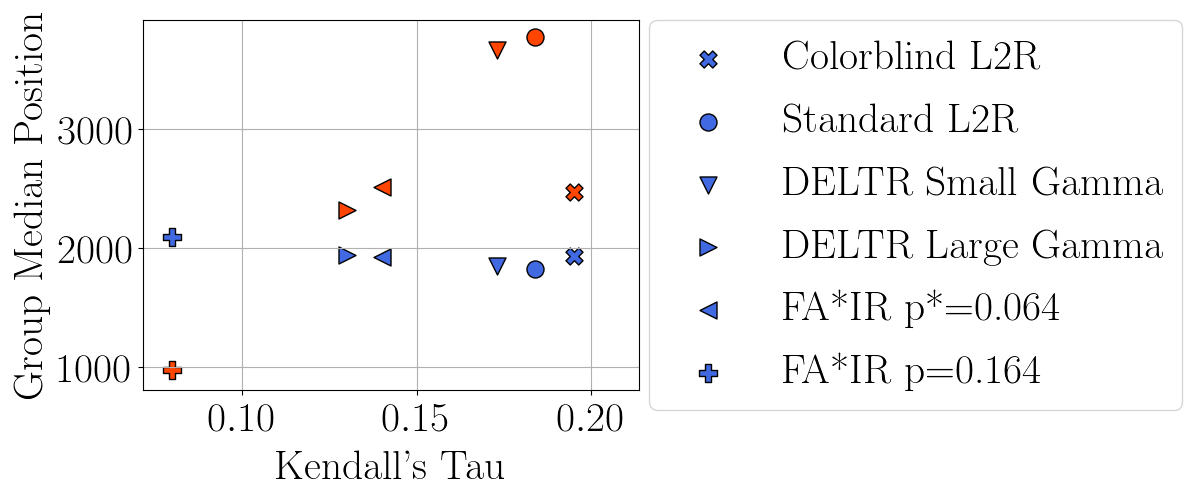 Group Median Position
3000
2000
1000
0.10 0.15 0.20
Kendall's Tau
Colorblind L2R
Standard L2R
DELTR Small Gamma
DELTR Large Gamma
FA*IR p*=0.064
FA*IR p=0.164